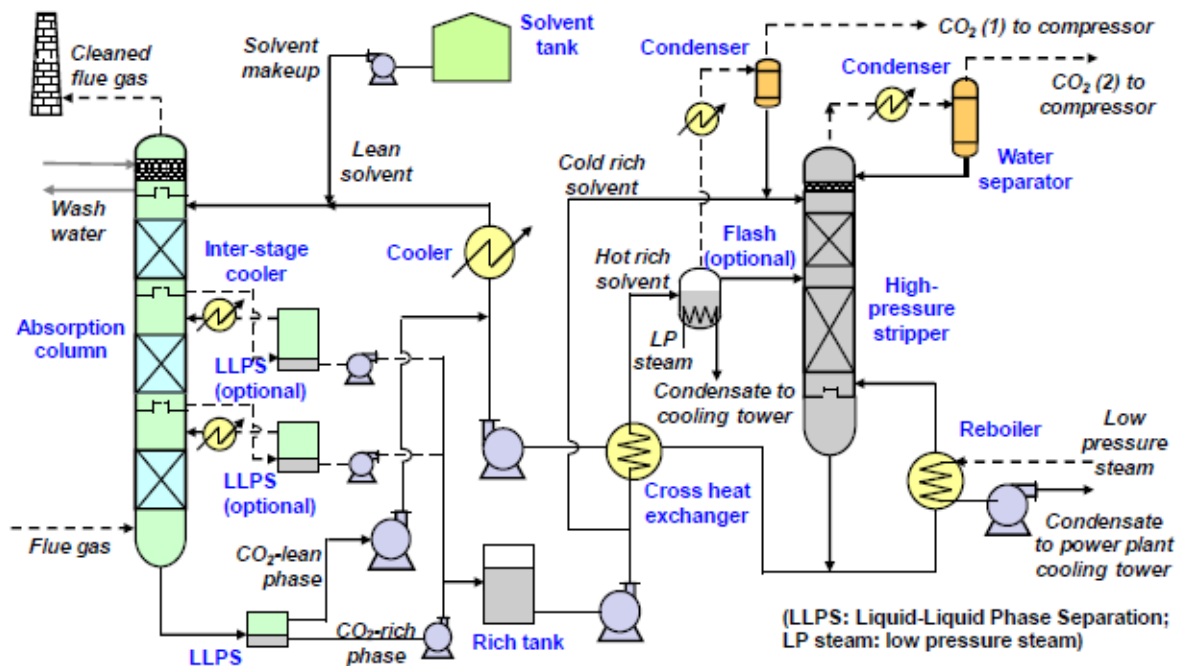 Cleaned
flue gas
Solvent
makeup
Solvent
tank
Condenser
CO₂ (1) to compressor
Condenser
CO₂ (2) to
compressor
Lean
solvent
Cold rich
solvent
Water
separator
Wash
water
Inter-stage
cooler
Cooler
Flash
(optional)
Hot rich
solvent
High-
pressure
stripper
Absorption
column
LLPS
(optional)
LP
steam
Condensate to
cooling tower
Reboiler
Low
pressure
steam
LLPS
(optional)
Cross heat
exchanger
Flue gas
CO₂-lean
phase
Condensate
to power plant
cooling tower
CO₂-rich
phase
LLPS
Rich tank
(LLPS: Liquid-Liquid Phase Separation;
LP steam: low pressure steam)